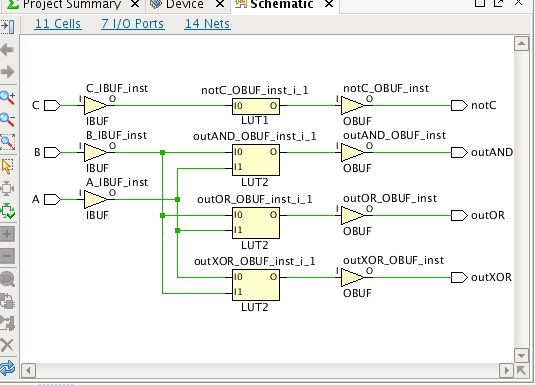 Project Summary × Device × Schematic ×
11 Cells 7 I/O Ports 14 Nets
C_IBUF_inst notC_OBUF_inst_i_1 notC_OBUF_inst
C I O I0 O I O notC
IBUF LUT1 OBUF
B_IBUF_inst outAND_OBUF_inst_i_1 outAND_OBUF_inst
B I O I0 O I O outAND
IBUF I1 OBUF
LUT2
A_IBUF_inst
A I O
IBUF
outOR_OBUF_inst_i_1 outOR_OBUF_inst
I0 O I O outOR
I1 OBUF
LUT2
outXOR_OBUF_inst_i_1 outXOR_OBUF_inst
I0 O I O outXOR
I1 OBUF
LUT2